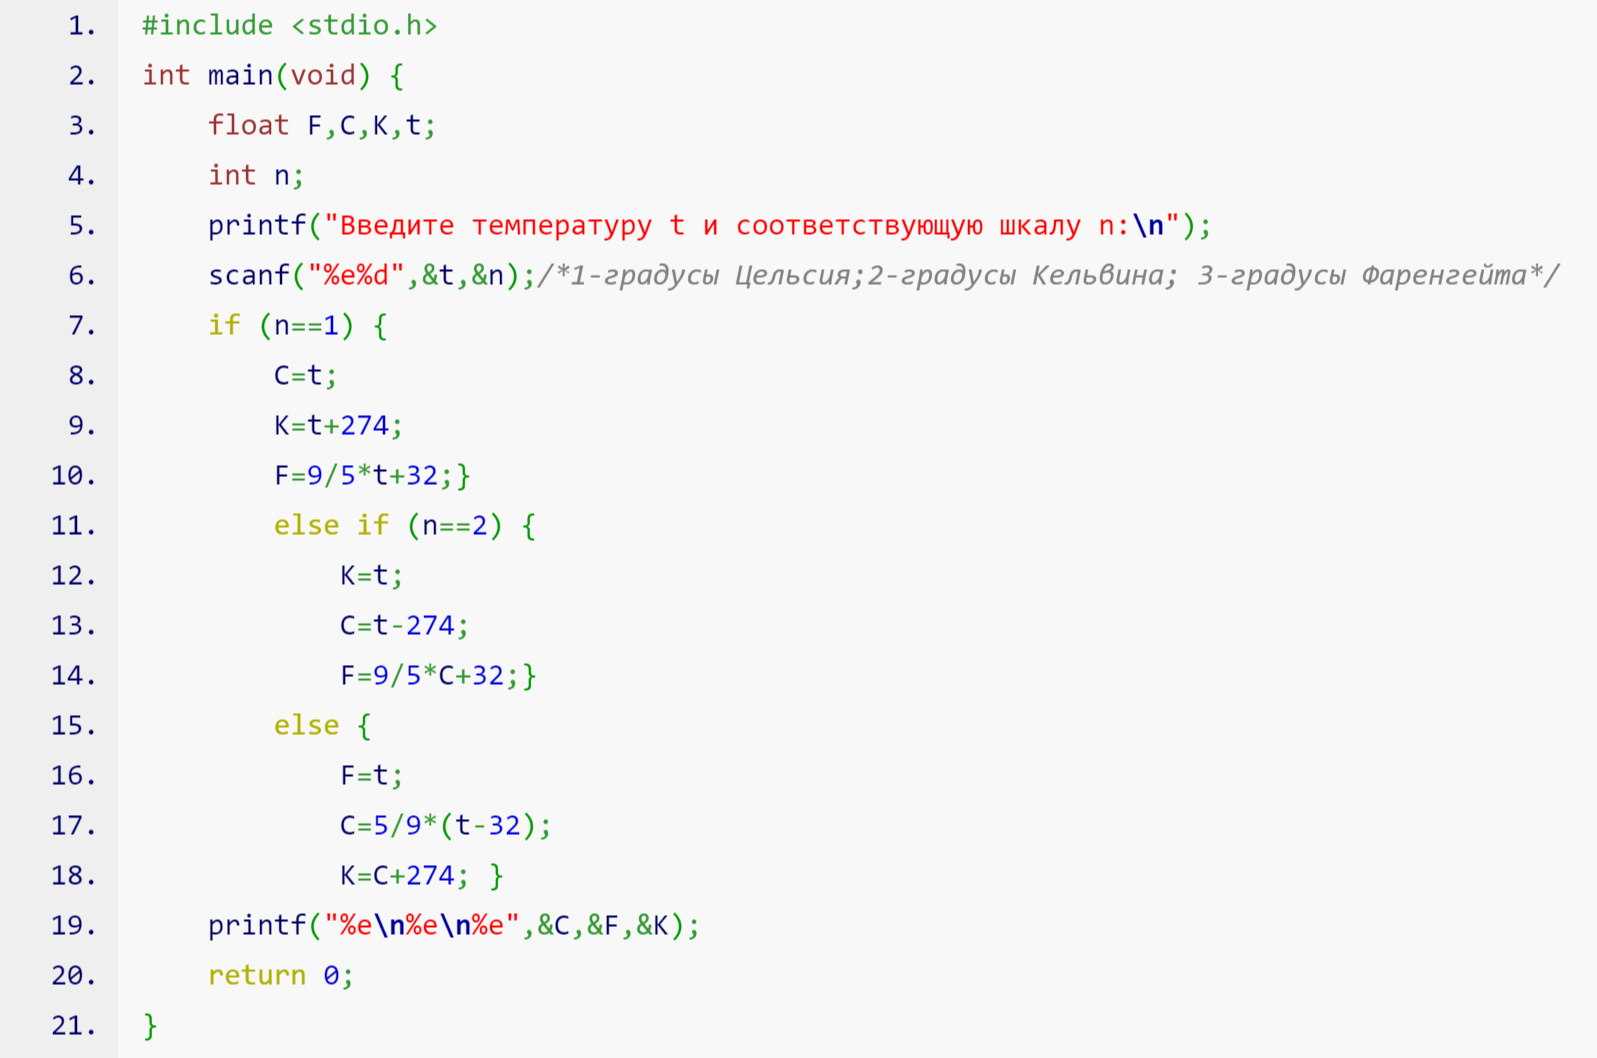 1. #include <stdio.h>
2. int main(void) {
3. float F,C,K,t;
4. int n;
5. printf("Введите температуру t и соответствующую шкалу n:\n");
6. scanf("%e%d",&t,&n);/*1-градусы Цельсия;2-градусы Кельвина; 3-градусы Фаренгейта*/
7. if (n==1) {
8. C=t;
9. K=t+274;
10. F=9/5*t+32;}
11. else if (n==2) {
12. K=t;
13. C=t-274;
14. F=9/5*C+32;}
15. else {
16. F=t;
17. C=5/9*(t-32);
18. K=C+274; }
19. printf("%e\n%e\n%e",&C,&F,&K);
20. return 0;
21. }